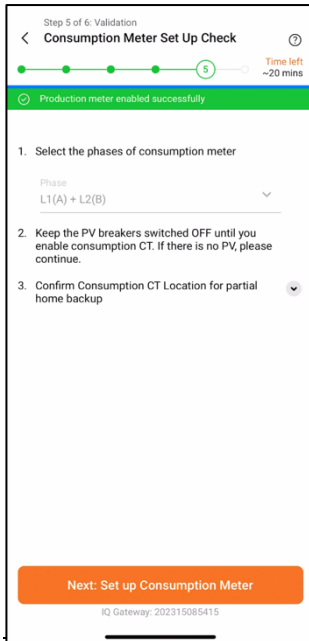 Step 5 of 6: Validation
Consumption Meter Set Up Check
5
Time left
~20 mins
Production meter enabled successfully
1. Select the phases of consumption meter
Phase
L1(A) + L2(B)
2. Keep the PV breakers switched OFF until you
enable consumption CT. If there is no PV, please
continue.
3. Confirm Consumption CT Location for partial
home backup
Next: Set up Consumption Meter
IQ Gateway: 202315085415